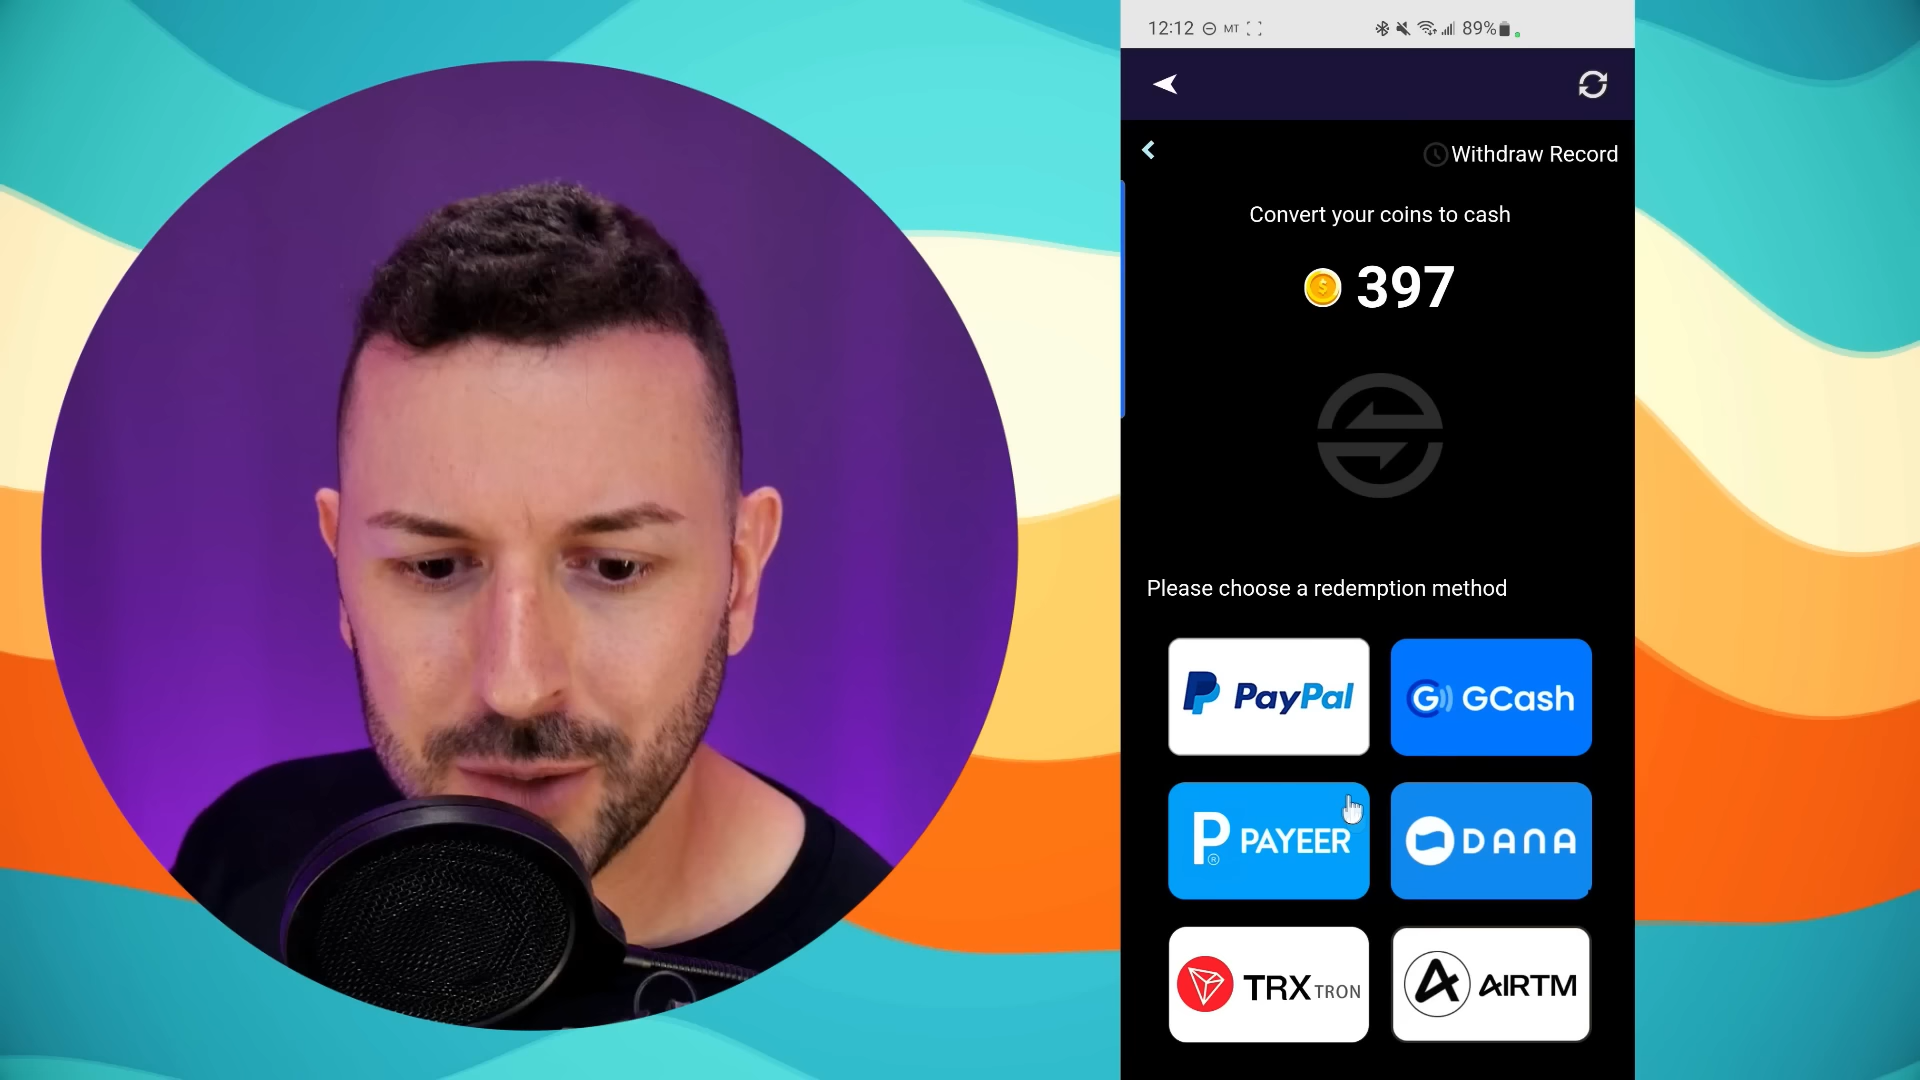 12:12 MT 89%
Withdraw Record
Convert your coins to cash
397
Please choose a redemption method
PayPal GCash
PAYEER DANA
TRX TRON AIRTM